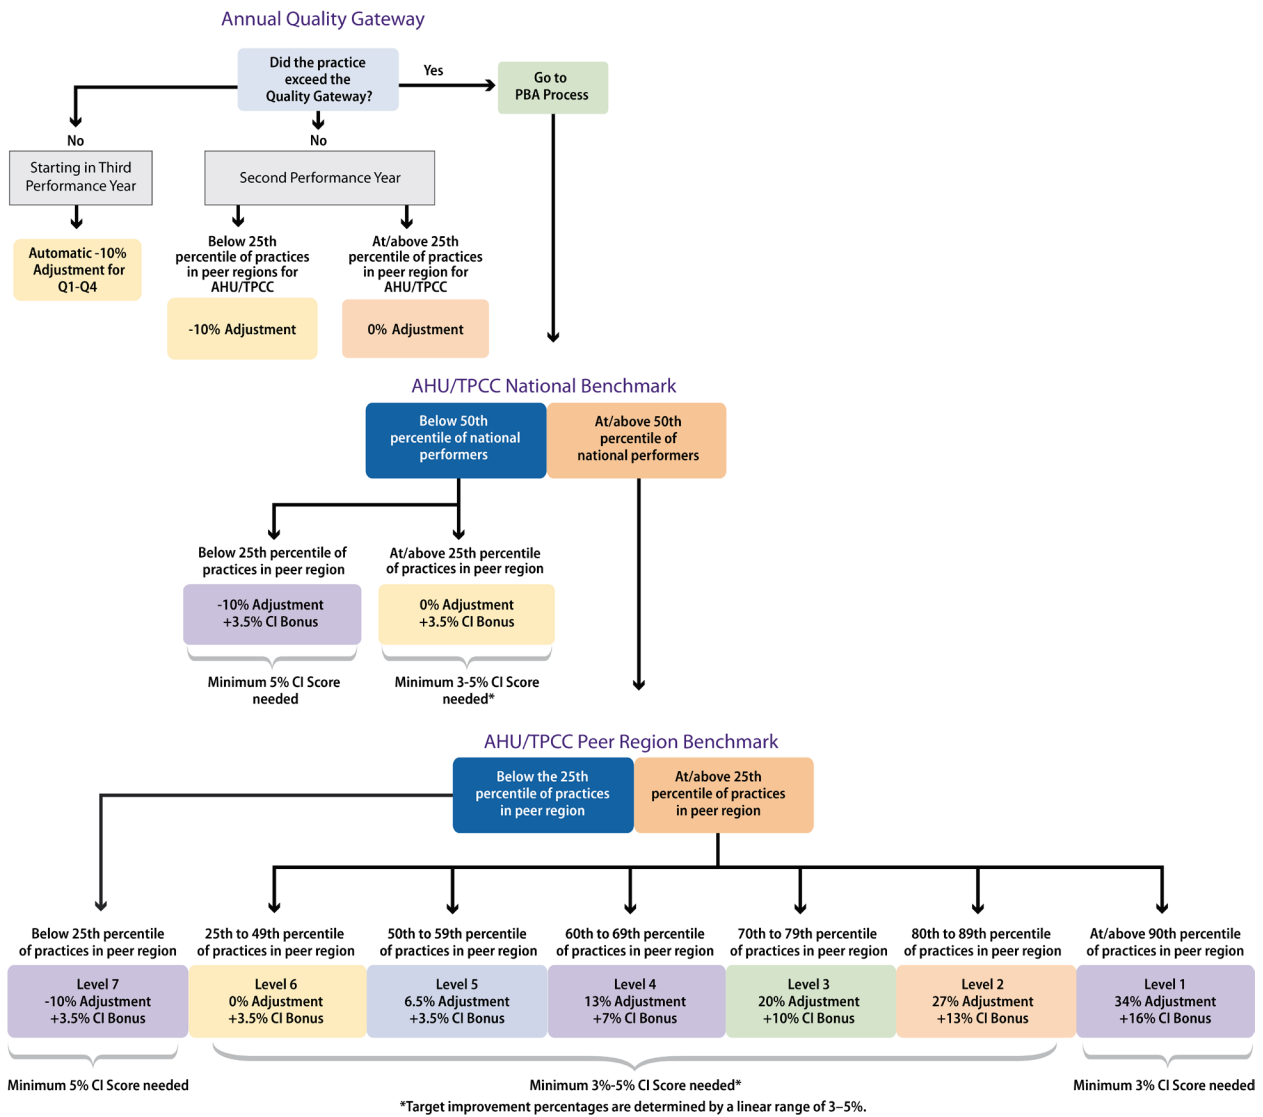 Annual Quality Gateway
Did the practice
exceed the
Quality Gateway?
Yes
Go to
PBA Process
No
No
Starting in Third
Performance Year
Second Performance Year
Automatic -10%
Adjustment for
Q1-Q4
Below 25th
percentile of practices
in peer regions for
AHU/TPCC
At/above 25th
percentile of practices
in peer region for
AHU/TPCC
-10% Adjustment
0% Adjustment
AHU/TPCC National Benchmark
Below 50th
percentile of national
performers
At/above 50th
percentile of
national performers
Below 25th percentile of
practices in peer region
At/above 25th percentile
of practices in peer region
-10% Adjustment
+3.5% CI Bonus
0% Adjustment
+3.5% CI Bonus
Minimum 5% CI Score
needed
Minimum 3-5% CI Score
needed*
AHU/TPCC Peer Region Benchmark
Below the 25th
percentile of practices
in peer region
At/above 25th
percentile of practices
in peer region
Below 25th percentile
of practices in peer region
25th to 49th percentile
of practices in peer region
50th to 59th percentile
of practices in peer region
60th to 69th percentile
of practices in peer region
70th to 79th percentile
of practices in peer region
80th to 89th percentile
of practices in peer region
At/above 90th percentile
of practices in peer region
Level 7
-10% Adjustment
+3.5% CI Bonus
Level 6
0% Adjustment
+3.5% CI Bonus
Level 5
6.5% Adjustment
+3.5% CI Bonus
Level 4
13% Adjustment
+7% CI Bonus
Level 3
20% Adjustment
+10% CI Bonus
Level 2
27% Adjustment
+13% CI Bonus
Level 1
34% Adjustment
+16% CI Bonus
Minimum 5% CI Score needed
Minimum 3%-5% CI Score needed*
Minimum 3% CI Score needed
*Target improvement percentages are determined by a linear range of 3–5%.